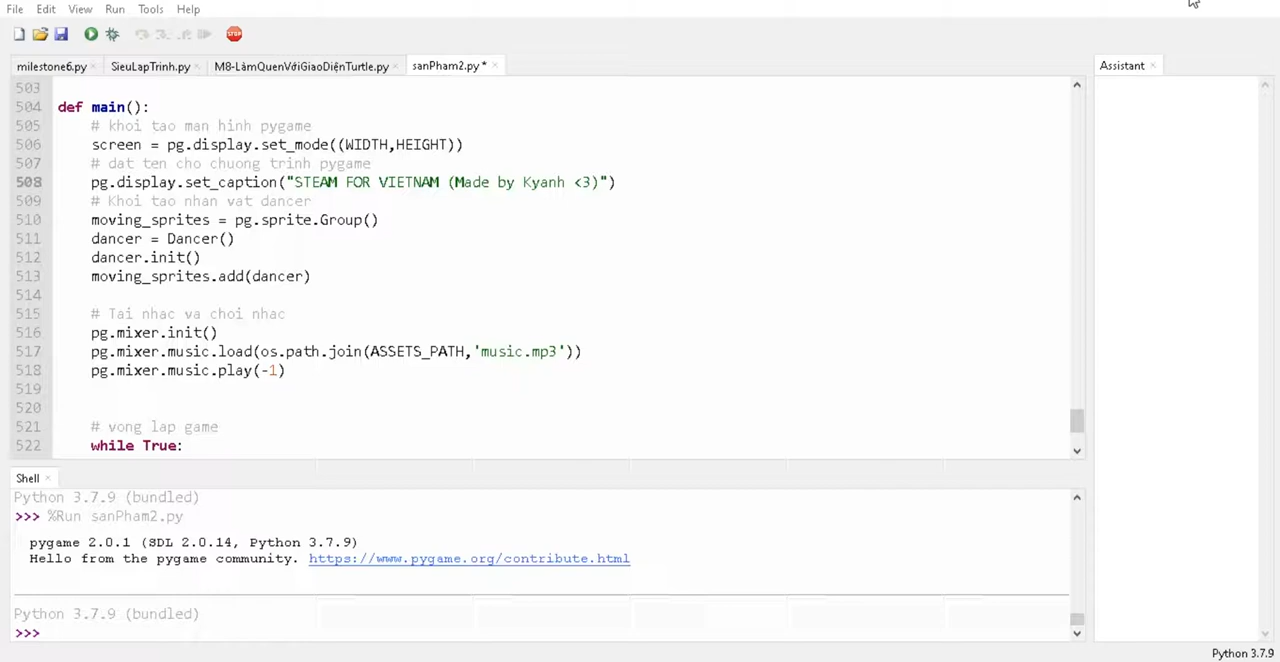 File Edit View Run Tools Help
STOP
milestone6.py × SieuLapTrinh.py × M8-LàmQuenVớiGiaoDiệnTurtle.py × sanPham2.py * ×
Assistant ×
503
504 def main():
505 # khoi tao man hinh pygame
506 screen = pg.display.set_mode((WIDTH,HEIGHT))
507 # dat ten cho chuong trinh pygame
508 pg.display.set_caption("STEAM FOR VIETNAM (Made by Kyanh <3)")
509 # Khoi tao nhan vat dancer
510 moving_sprites = pg.sprite.Group()
511 dancer = Dancer()
512 dancer.init()
513 moving_sprites.add(dancer)
514
515 # Tai nhac va choi nhac
516 pg.mixer.init()
517 pg.mixer.music.load(os.path.join(ASSETS_PATH,'music.mp3'))
518 pg.mixer.music.play(-1)
519
520
521 # vong lap game
522 while True:
Shell ×
Python 3.7.9 (bundled)
>>> %Run sanPham2.py
pygame 2.0.1 (SDL 2.0.14, Python 3.7.9)
Hello from the pygame community. https://www.pygame.org/contribute.html
Python 3.7.9 (bundled)
>>>
Python 3.7.9